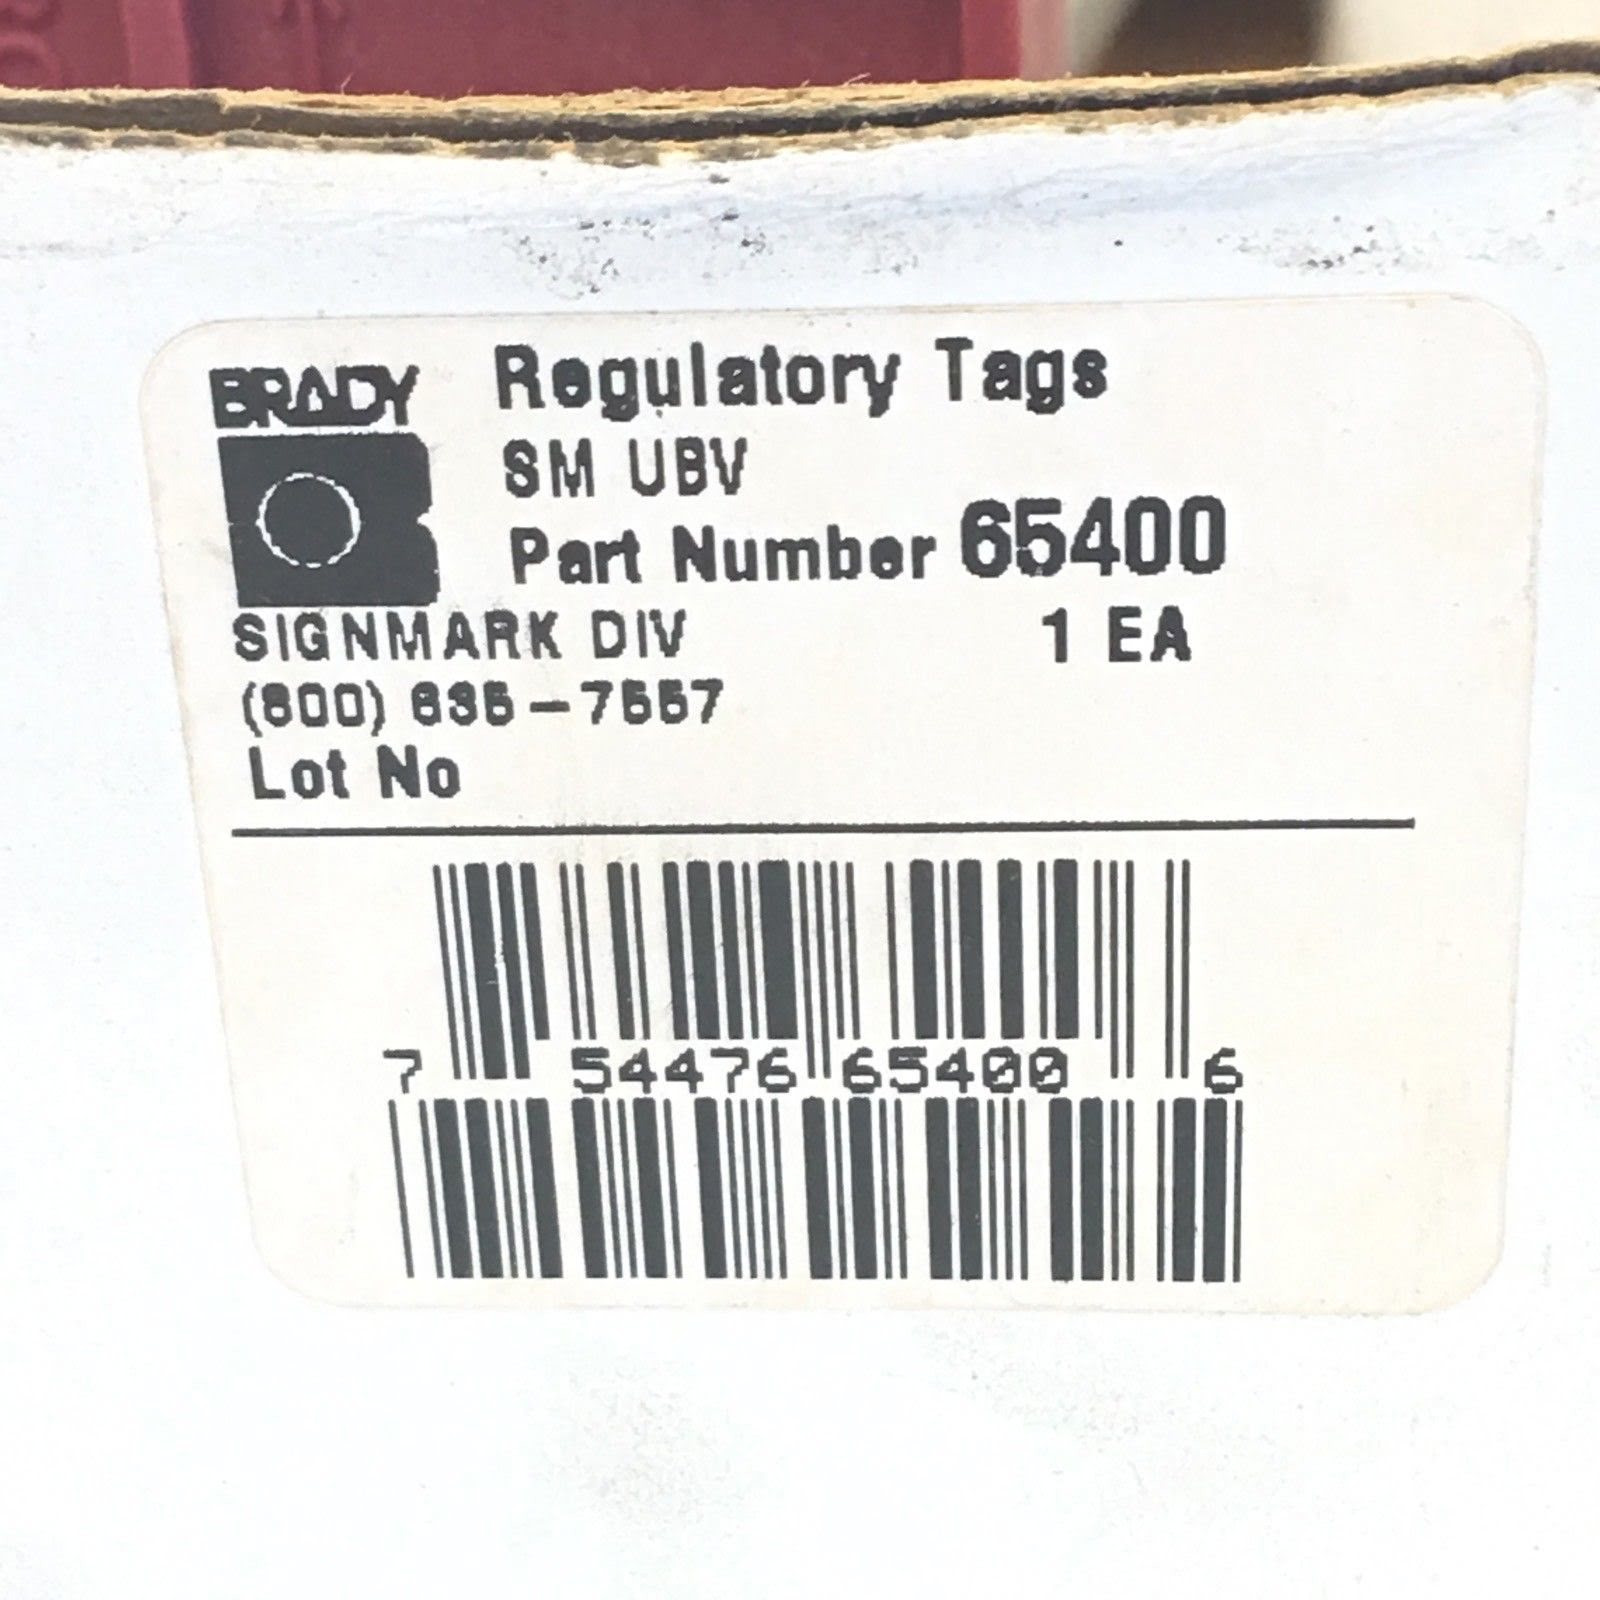 BRADY
Regulatory Tags
SM UBV
Part Number 65400
SIGNMARK DIV
1 EA
(800) 635-7557
Lot No
7 54476 65400 6